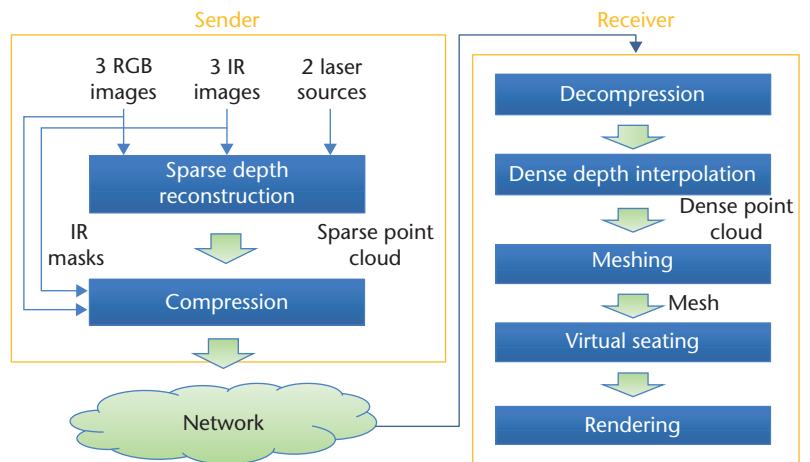 Sender
3 RGB
images
3 IR
images
2 laser
sources
Sparse depth
reconstruction
IR
masks
Sparse point
cloud
Compression
Network
Receiver
Decompression
Dense depth interpolation
Dense point
cloud
Meshing
Mesh
Virtual seating
Rendering